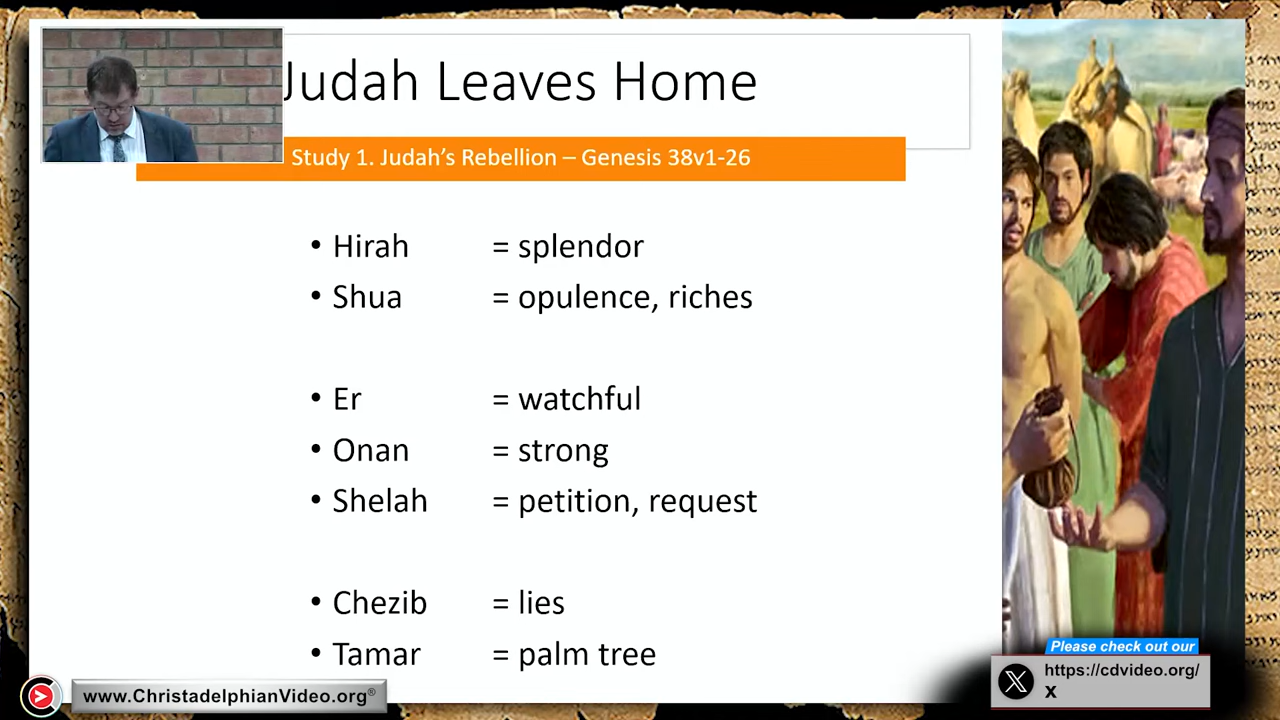 Judah Leaves Home
Study 1. Judah's Rebellion – Genesis 38v1-26
• Hirah = splendor
• Shua = opulence, riches
• Er = watchful
• Onan = strong
• Shelah = petition, request
• Chezib = lies
• Tamar = palm tree
www.ChristadelphianVideo.org®
Please check out our
https://cdvideo.org/
X